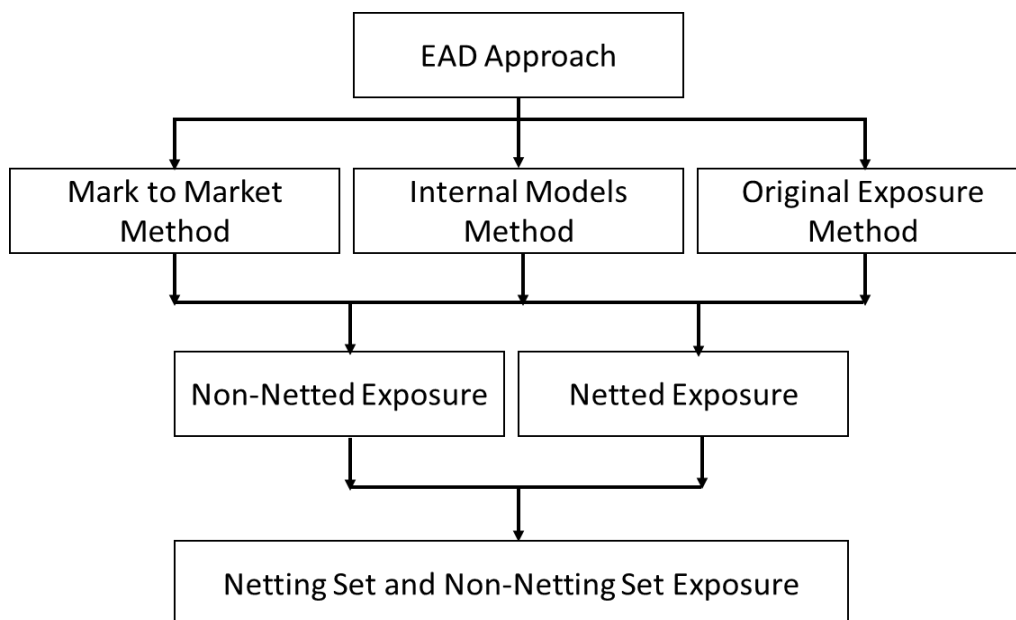 EAD Approach
Mark to Market
Method
Internal Models
Method
Original Exposure
Method
Non-Netted Exposure
Netted Exposure
Netting Set and Non-Netting Set Exposure